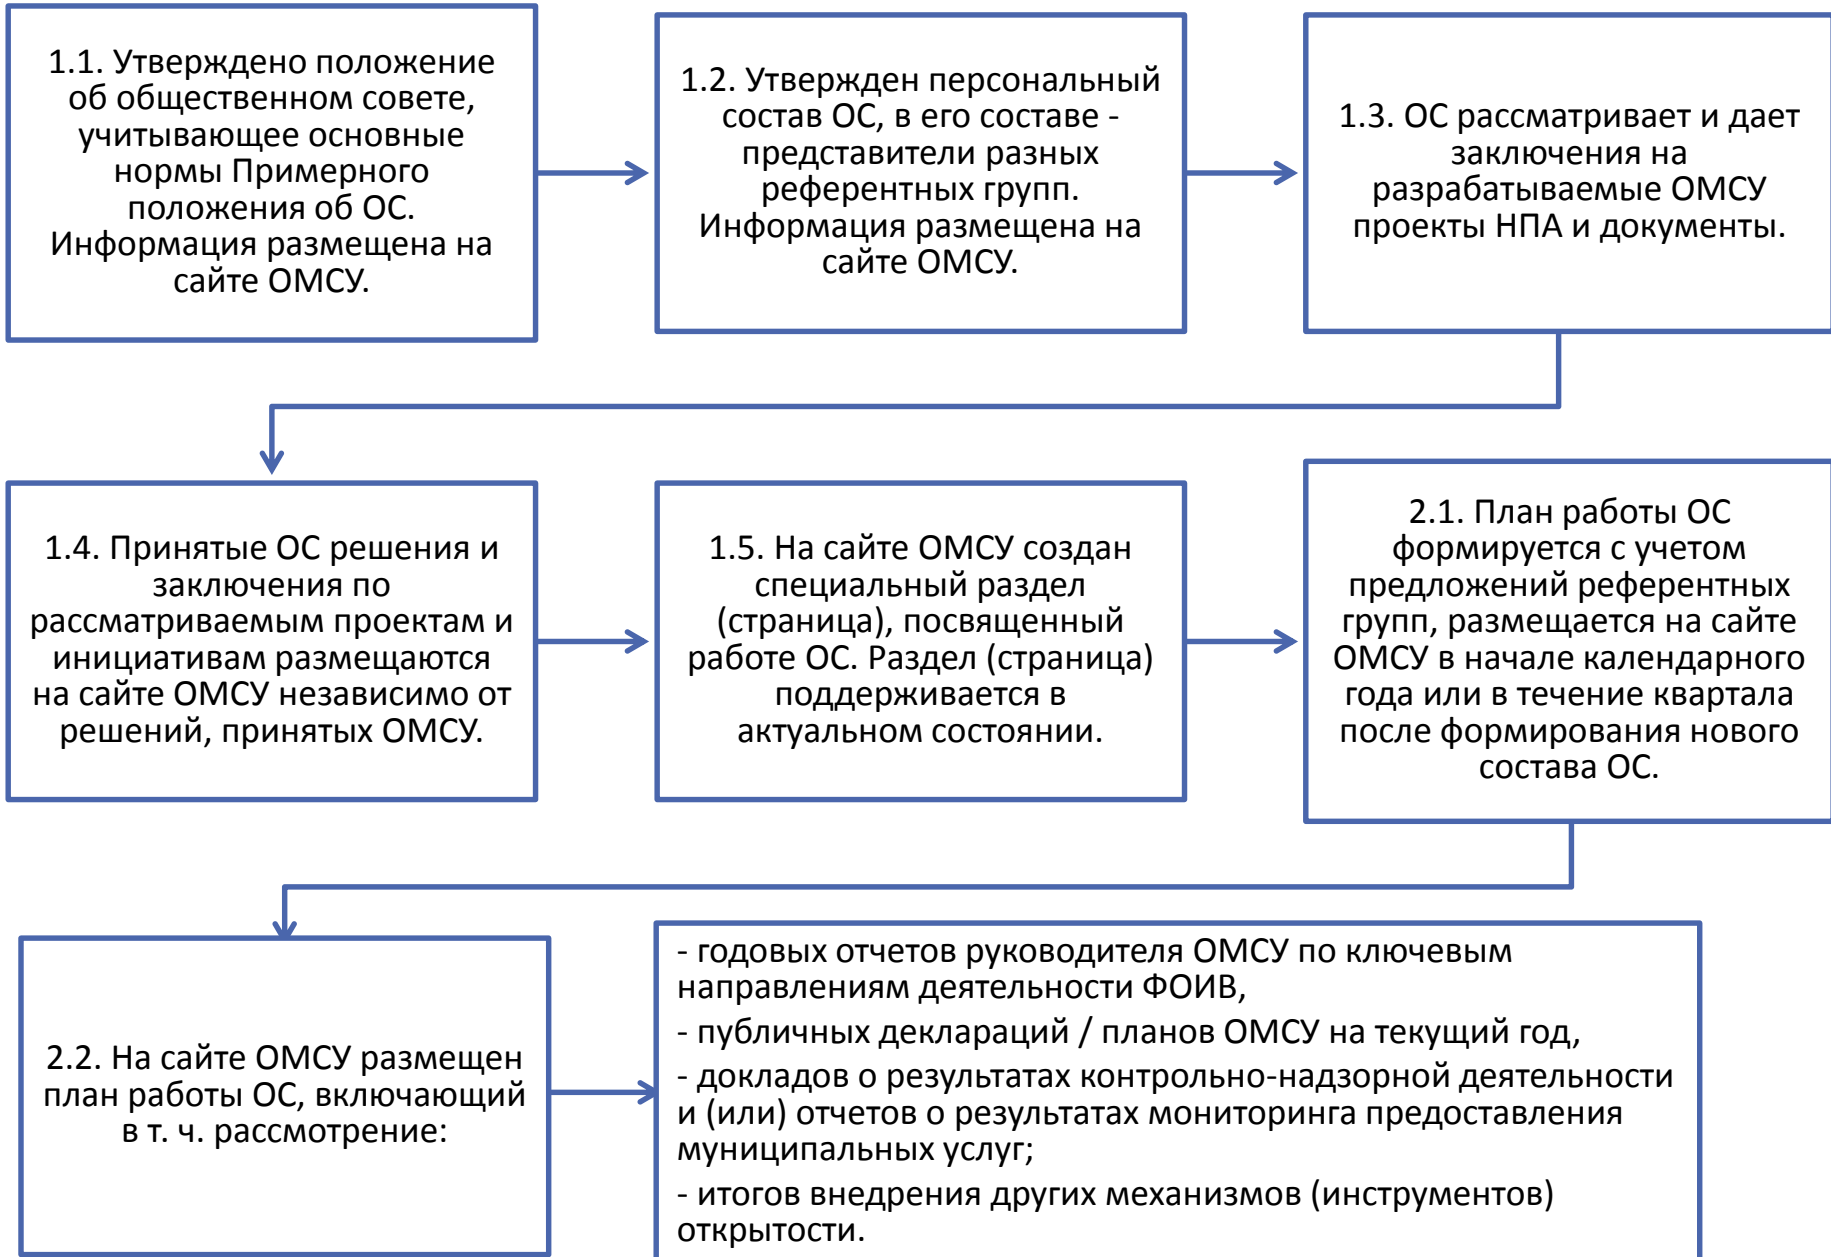 1.1. Утверждено положение
об общественном совете,
учитывающее основные
нормы Примерного
положения об ОС.
Информация размещена на
сайте ОМСУ.
1.2. Утвержден персональный
состав ОС, в его составе -
представители разных
референтных групп.
Информация размещена на
сайте ОМСУ.
1.3. ОС рассматривает и дает
заключения на
разрабатываемые ОМСУ
проекты НПА и документы.
1.4. Принятые ОС решения и
заключения по
рассматриваемым проектам и
инициативам размещаются
на сайте ОМСУ независимо от
решений, принятых ОМСУ.
1.5. На сайте ОМСУ создан
специальный раздел
(страница), посвященный
работе ОС. Раздел (страница)
поддерживается в
актуальном состоянии.
2.1. План работы ОС
формируется с учетом
предложений референтных
групп, размещается на сайте
ОМСУ в начале календарного
года или в течение квартала
после формирования нового
состава ОС.
2.2. На сайте ОМСУ размещен
план работы ОС, включающий
в т. ч. рассмотрение:
- годовых отчетов руководителя ОМСУ по ключевым
направлениям деятельности ФОИВ,
- публичных деклараций / планов ОМСУ на текущий год,
- докладов о результатах контрольно-надзорной деятельности
и (или) отчетов о результатах мониторинга предоставления
муниципальных услуг;
- итогов внедрения других механизмов (инструментов)
открытости.